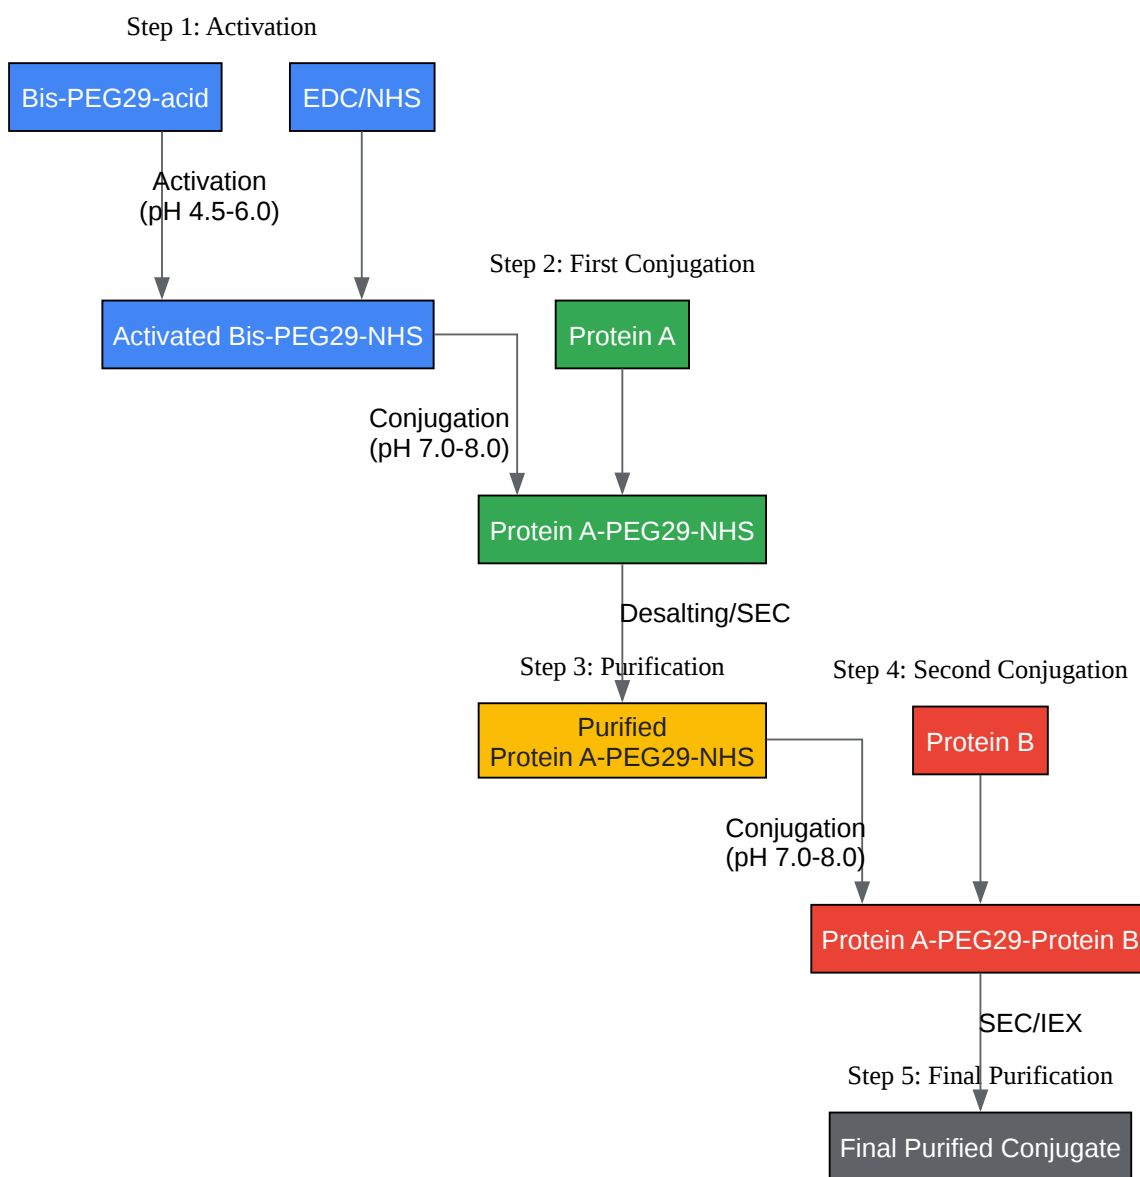 Step 1: Activation
Bis-PEG29-acid
EDC/NHS
Activation
(pH 4.5-6.0)
Step 2: First Conjugation
Activated Bis-PEG29-NHS
Protein A
Conjugation
(pH 7.0-8.0)
Protein A-PEG29-NHS
Desalting/SEC
Step 3: Purification
Step 4: Second Conjugation
Purified
Protein A-PEG29-NHS
Protein B
Conjugation
(pH 7.0-8.0)
Protein A-PEG29-Protein B
SEC/IEX
Step 5: Final Purification
Final Purified Conjugate